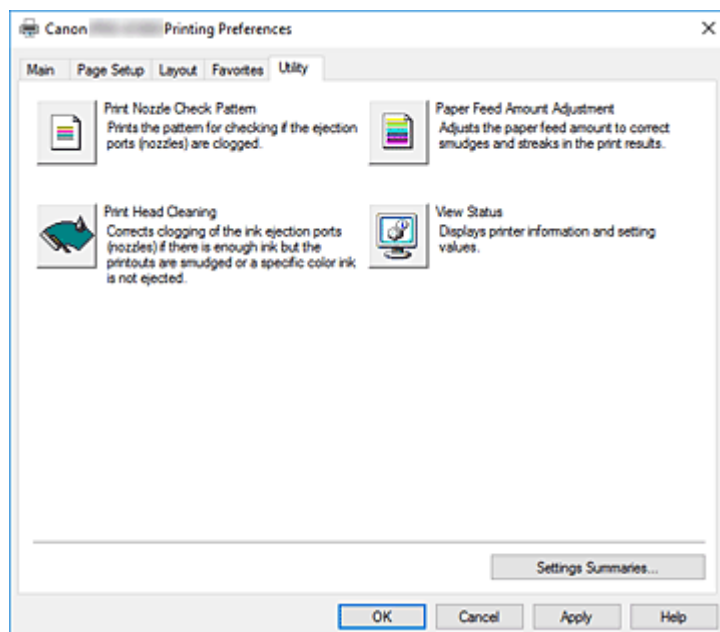 Canon Printing Preferences
Main Page Setup Layout Favorites Utility
Print Nozzle Check Pattern
Prints the pattern for checking if the ejection
ports (nozzles) are clogged.
Paper Feed Amount Adjustment
Adjusts the paper feed amount to correct
smudges and streaks in the print results.
Print Head Cleaning
Corrects clogging of the ink ejection ports
(nozzles) if there is enough ink but the
printouts are smudged or a specific color ink
is not ejected.
View Status
Displays printer information and setting
values.
Settings Summaries...
OK Cancel Apply Help